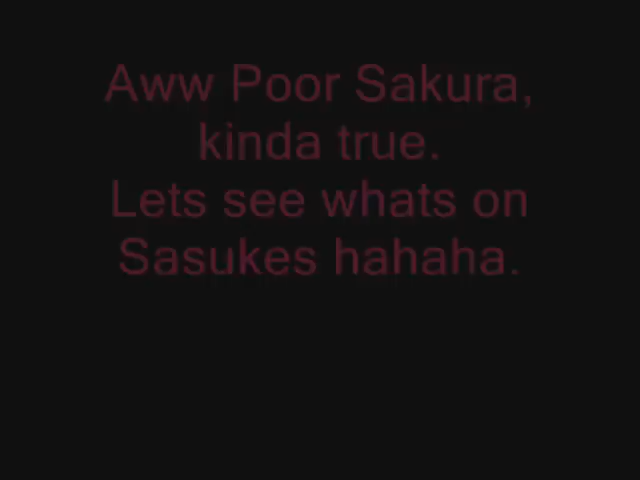 Aww Poor Sakura,
kinda true.
Lets see whats on
Sasukes hahaha.